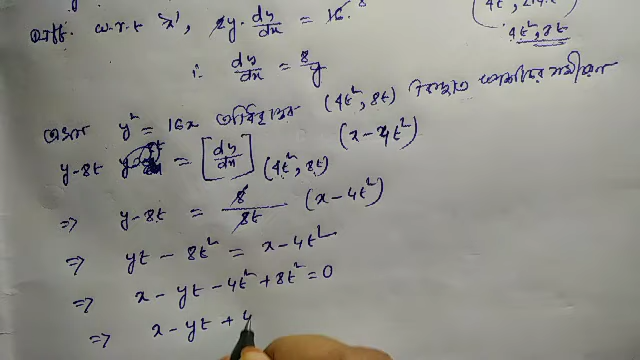 Diff. w.r.t 'x', 2y·dy/dx = 16 8
(4t², 8t)
∴ dy/dx = 8/y
এখন y² = 16x অধিবৃত্তের (4t², 8t) বিন্দুতে স্পর্শকের সমীকরণ
y-8t = [dy/dx] (4t², 8t) (x-4t²)
⇒ y-8t = 8/8t (x-4t²)
⇒ yt - 8t² = x-4t²
⇒ x - yt - 4t² + 8t² = 0
⇒ x - yt + 4